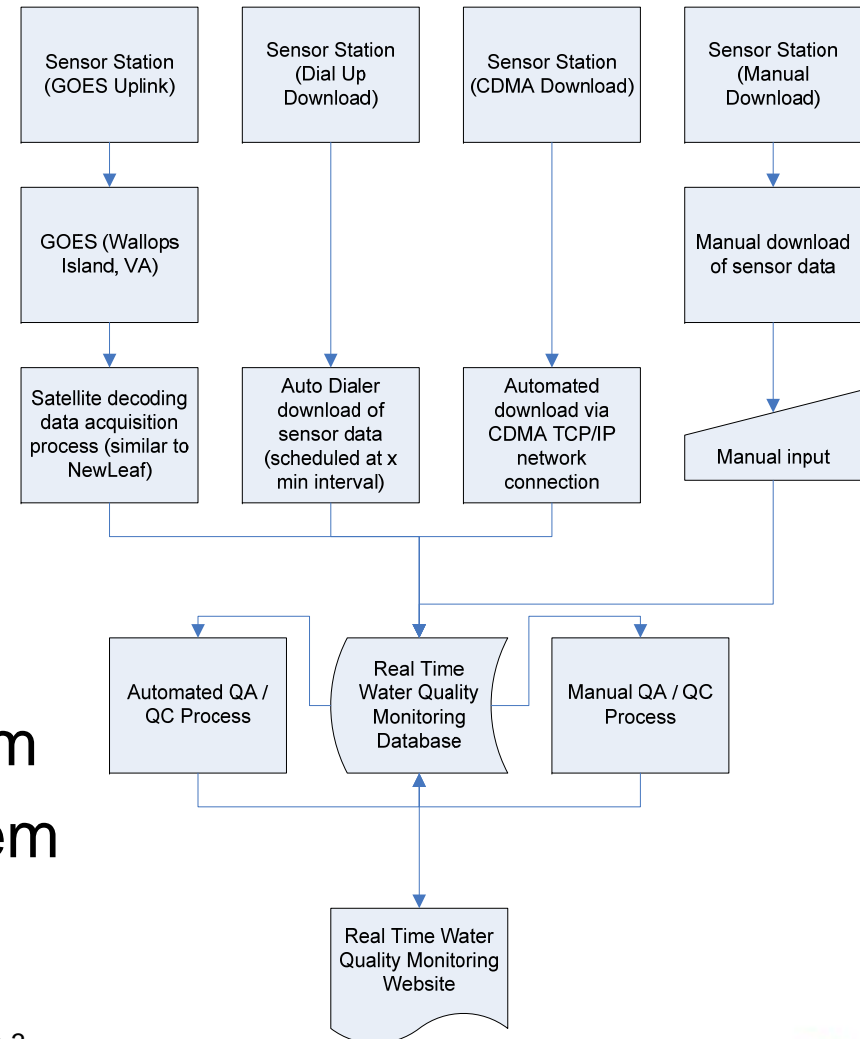 Sensor Station
(GOES Uplink)
Sensor Station
(Dial Up
Download)
Sensor Station
(CDMA Download)
Sensor Station
(Manual
Download)
GOES (Wallops
Island, VA)
Manual download
of sensor data
Satellite decoding
data acquisition
process (similar to
NewLeaf)
Auto Dialer
download of
sensor data
(scheduled at x
min interval)
Automated
download via
CDMA TCP/IP
network
connection
Manual input
Automated QA /
QC Process
Real Time
Water Quality
Monitoring
Database
Manual QA / QC
Process
m
em
Real Time Water
Quality Monitoring
Website